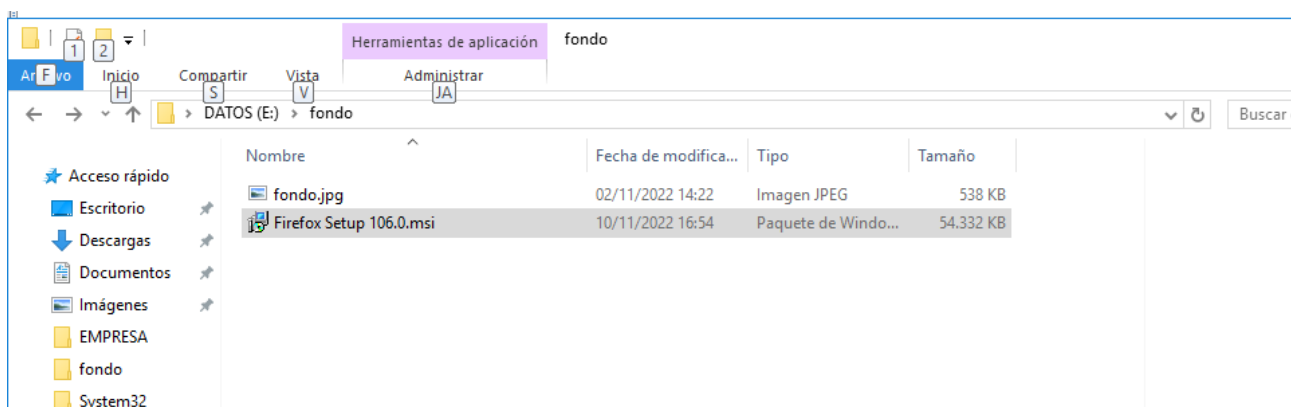 1 2 Herramientas de aplicación fondo
F Inicio Compartir Vista Administrar
H S V JA
DATOS (E:) fondo Buscar
Nombre Fecha de modifica... Tipo Tamaño
Acceso rápido
fondo.jpg 02/11/2022 14:22 Imagen JPEG 538 KB
Escritorio
Firefox Setup 106.0.msi 10/11/2022 16:54 Paquete de Windo... 54.332 KB
Descargas
Documentos
Imágenes
EMPRESA
fondo
System32